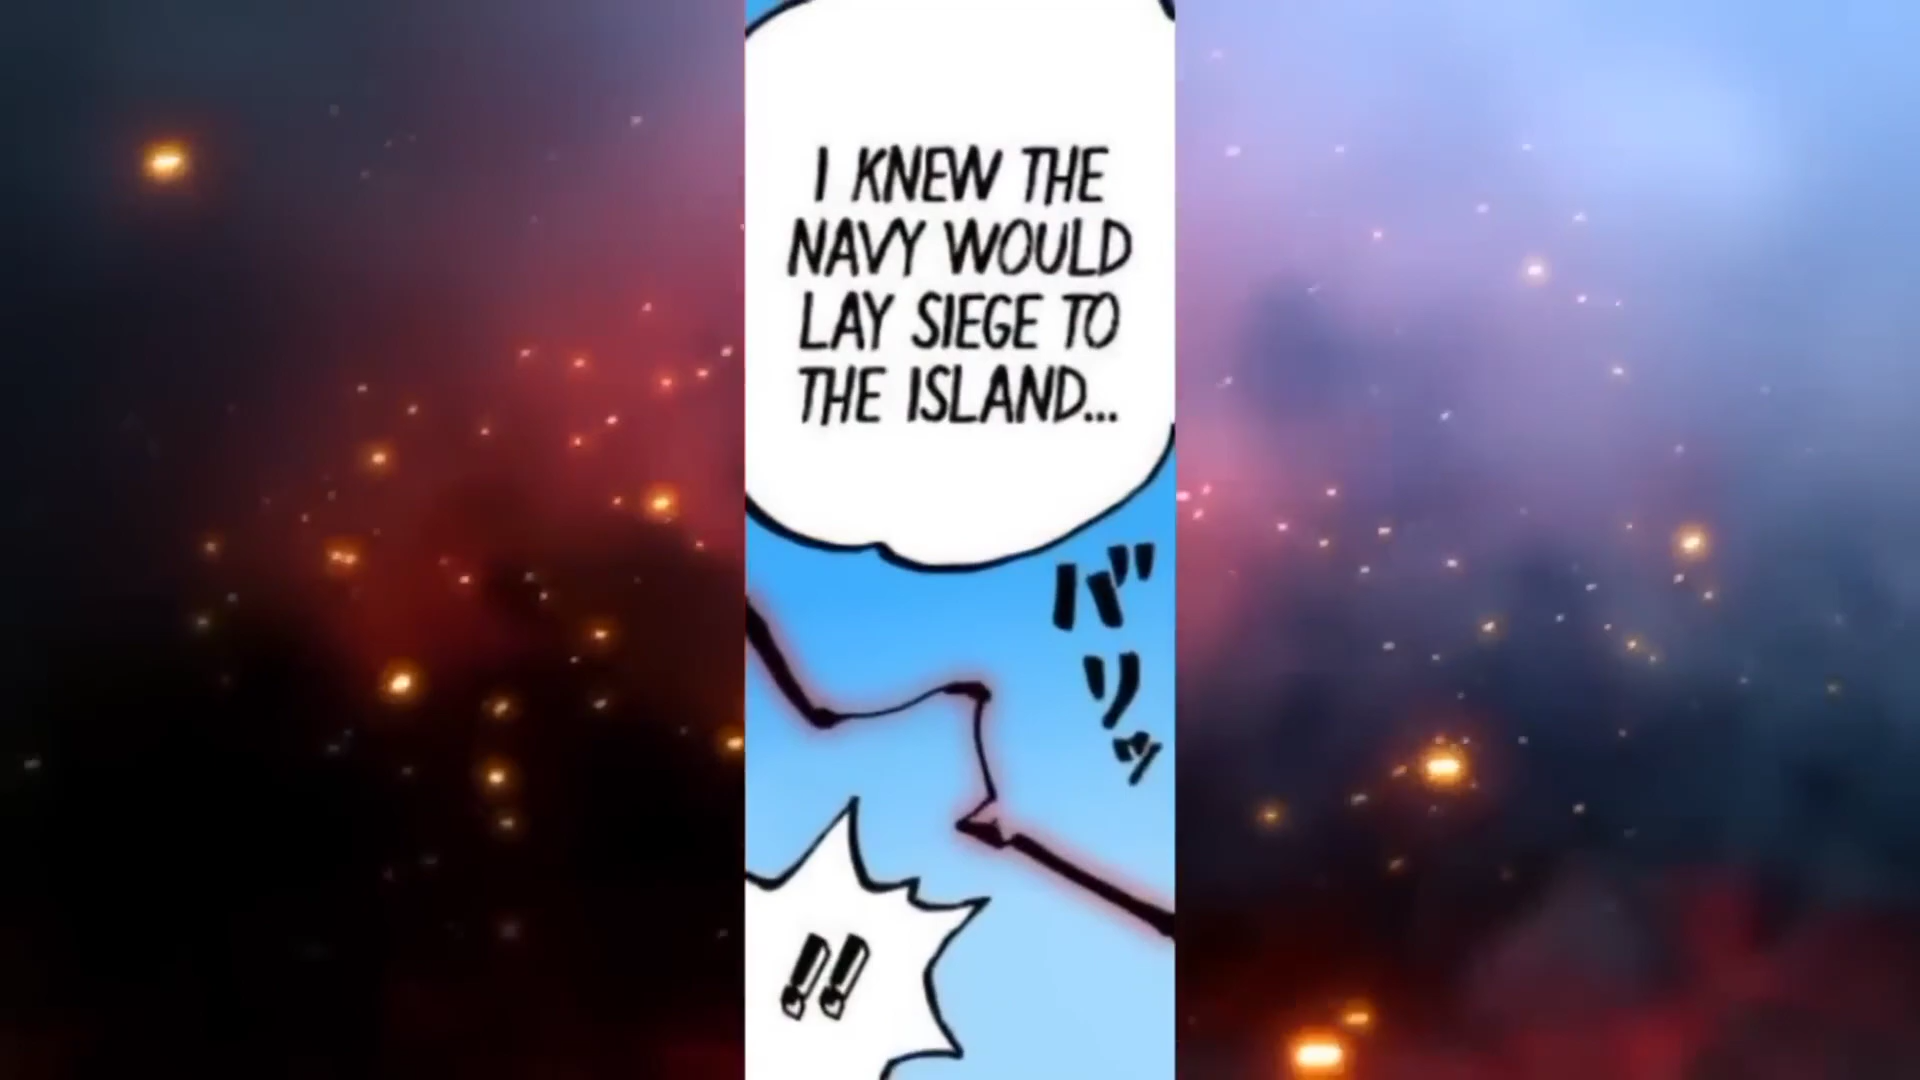 I KNEW THE
NAVY WOULD
LAY SIEGE TO
THE ISLAND...
バリッ
!!